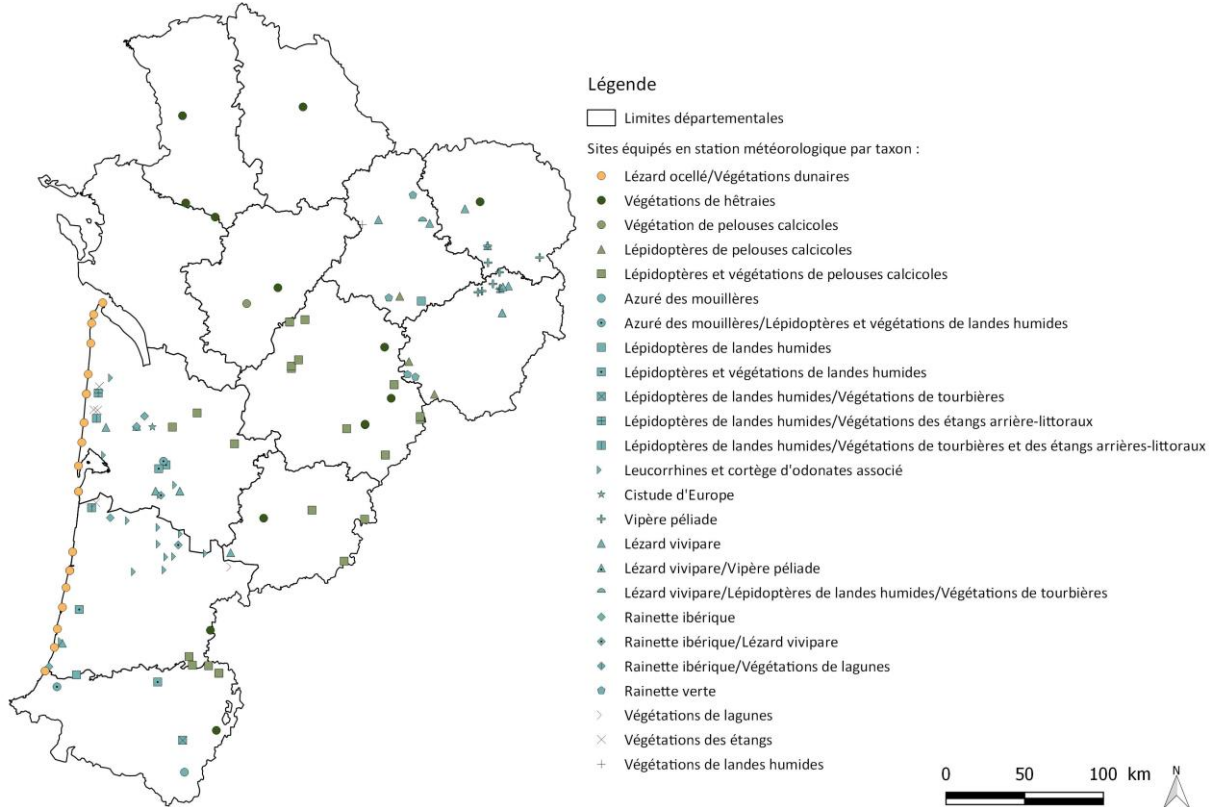 Légende
Limites départementales
Sites équipés en station météorologique par taxon :
Lézard ocellé/Végétations dunaires
Végétations de hêtraies
Végétation de pelouses calcicoles
Lépidoptères de pelouses calcicoles
Lépidoptères et végétations de pelouses calcicoles
Azuré des mouillères
Azuré des mouillères/Lépidoptères et végétations de landes humides
Lépidoptères de landes humides
Lépidoptères et végétations de landes humides
Lépidoptères de landes humides/Végétations de tourbières
Lépidoptères de landes humides/Végétations des étangs arrière-littoraux
Lépidoptères de landes humides/Végétations de tourbières et des étangs arrières-littoraux
Leucorrhines et cortège d'odonates associé
Cistude d'Europe
Vipère péliade
Lézard vivipare
Lézard vivipare/Vipère péliade
Lézard vivipare/Lépidoptères de landes humides/Végétations de tourbières
Rainette ibérique
Rainette ibérique/Lézard vivipare
Rainette ibérique/Végétations de lagunes
Rainette verte
Végétations de lagunes
Végétations des étangs
Végétations de landes humides
0 50 100 km
N